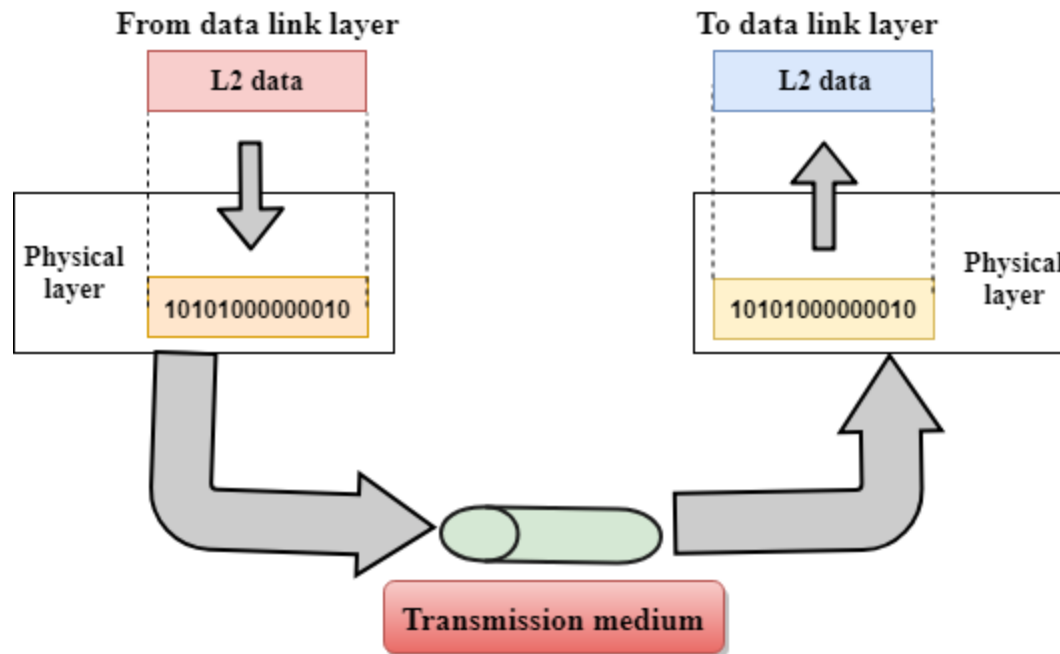 From data link layer
To data link layer
L2 data
L2 data
Physical
layer
10101000000010
10101000000010
Physical
layer
Transmission medium